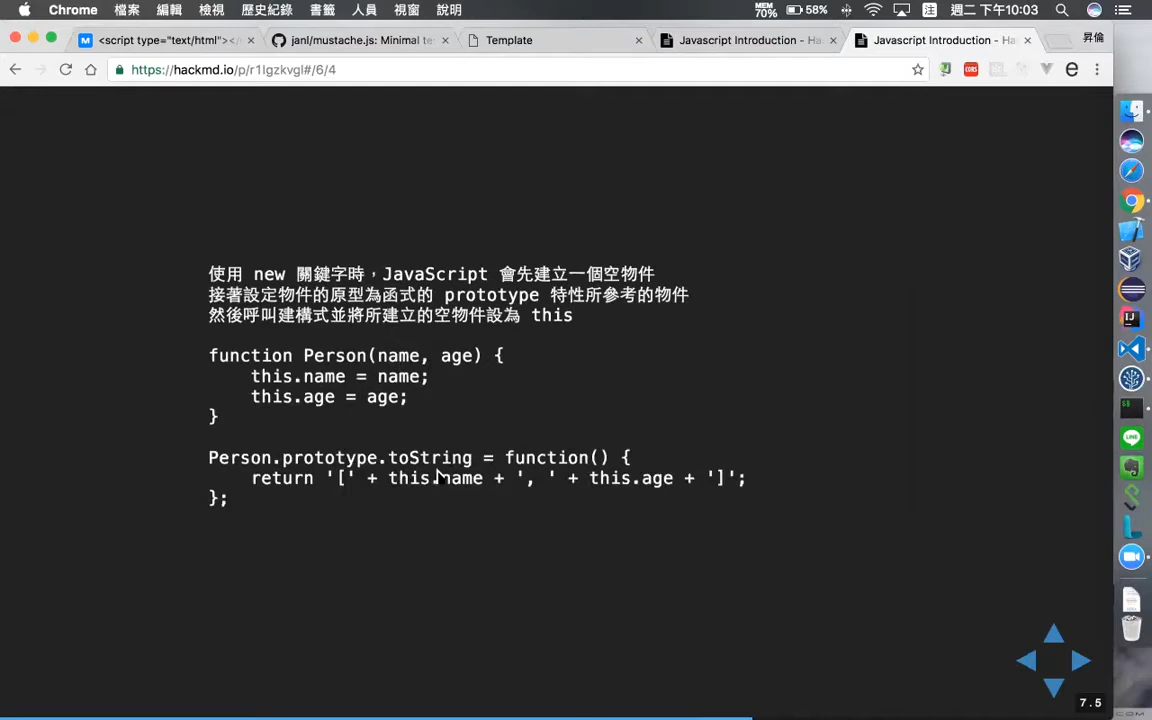 Chrome 檔案 編輯 檢視 歷史紀錄 書籤 人員 視窗 說明 MEM 70% 58% 注 週二 下午10:03
<script type="text/html"></ janl/mustache.js: Minimal te Template Javascript Introduction - Ha Javascript Introduction - Ha 昇倫
https://hackmd.io/p/r1lgzkvgl#/6/4
使用 new 關鍵字時，JavaScript 會先建立一個空物件
接著設定物件的原型為函式的 prototype 特性所參考的物件
然後呼叫建構式並將所建立的空物件設為 this
function Person(name, age) {
this.name = name;
this.age = age;
}
Person.prototype.toString = function() {
return '[' + this.name + ', ' + this.age + ']';
};
7.5